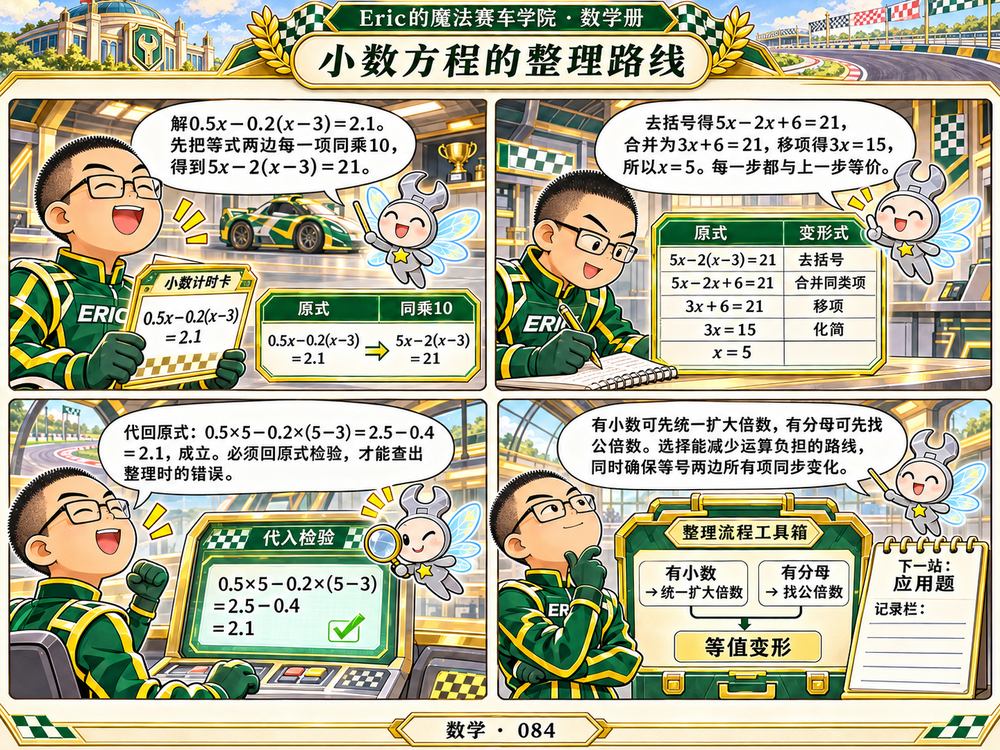 Eric的魔法赛车学院·数学册
小数方程的整理路线
解0.5x－0.2(x－3)＝2.1。
先把等式两边每一项同乘10，
得到5x－2(x－3)＝21。
小数计时卡
0.5x－0.2(x－3)
＝2.1
ERIC
原式
同乘10
0.5x－0.2(x－3)
＝2.1
5x－2(x－3)
＝21
去括号得5x－2x＋6＝21，
合并为3x＋6＝21，移项得3x＝15，
所以x＝5。每一步都与上一步等价。
ERIC
原式 变形式
5x－2(x－3)＝21 去括号
5x－2x＋6＝21 合并同类项
3x＋6＝21 移项
3x＝15 化简
x＝5
代回原式：0.5×5－0.2×(5－3)＝2.5－0.4
＝2.1，成立。必须回原式检验，才能查出
整理时的错误。
代入检验
0.5×5－0.2×(5－3)
＝2.5－0.4
＝2.1
有小数可先统一扩大倍数，有分母可先找
公倍数。选择能减少运算负担的路线，
同时确保等号两边所有项同步变化。
ER
整理流程工具箱
有小数
→统一扩大倍数
有分母
→找公倍数
等值变形
下一站：
应用题
记录栏：
数学 · 084